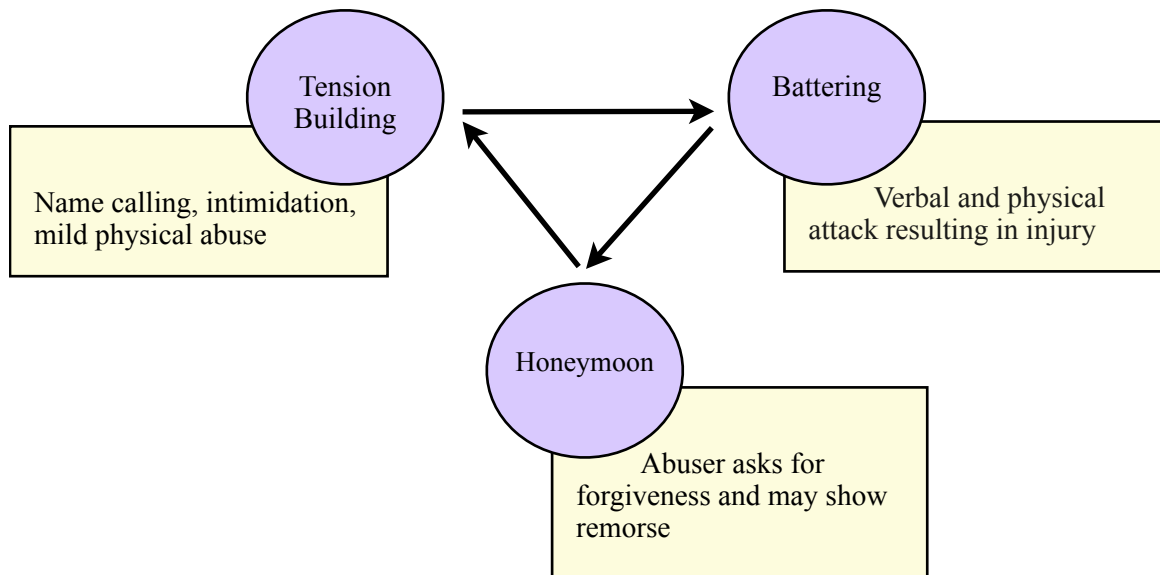 Tension
Building
Name calling, intimidation,
mild physical abuse
Battering
Verbal and physical
attack resulting in injury
Honeymoon
Abuser asks for
forgiveness and may show
remorse